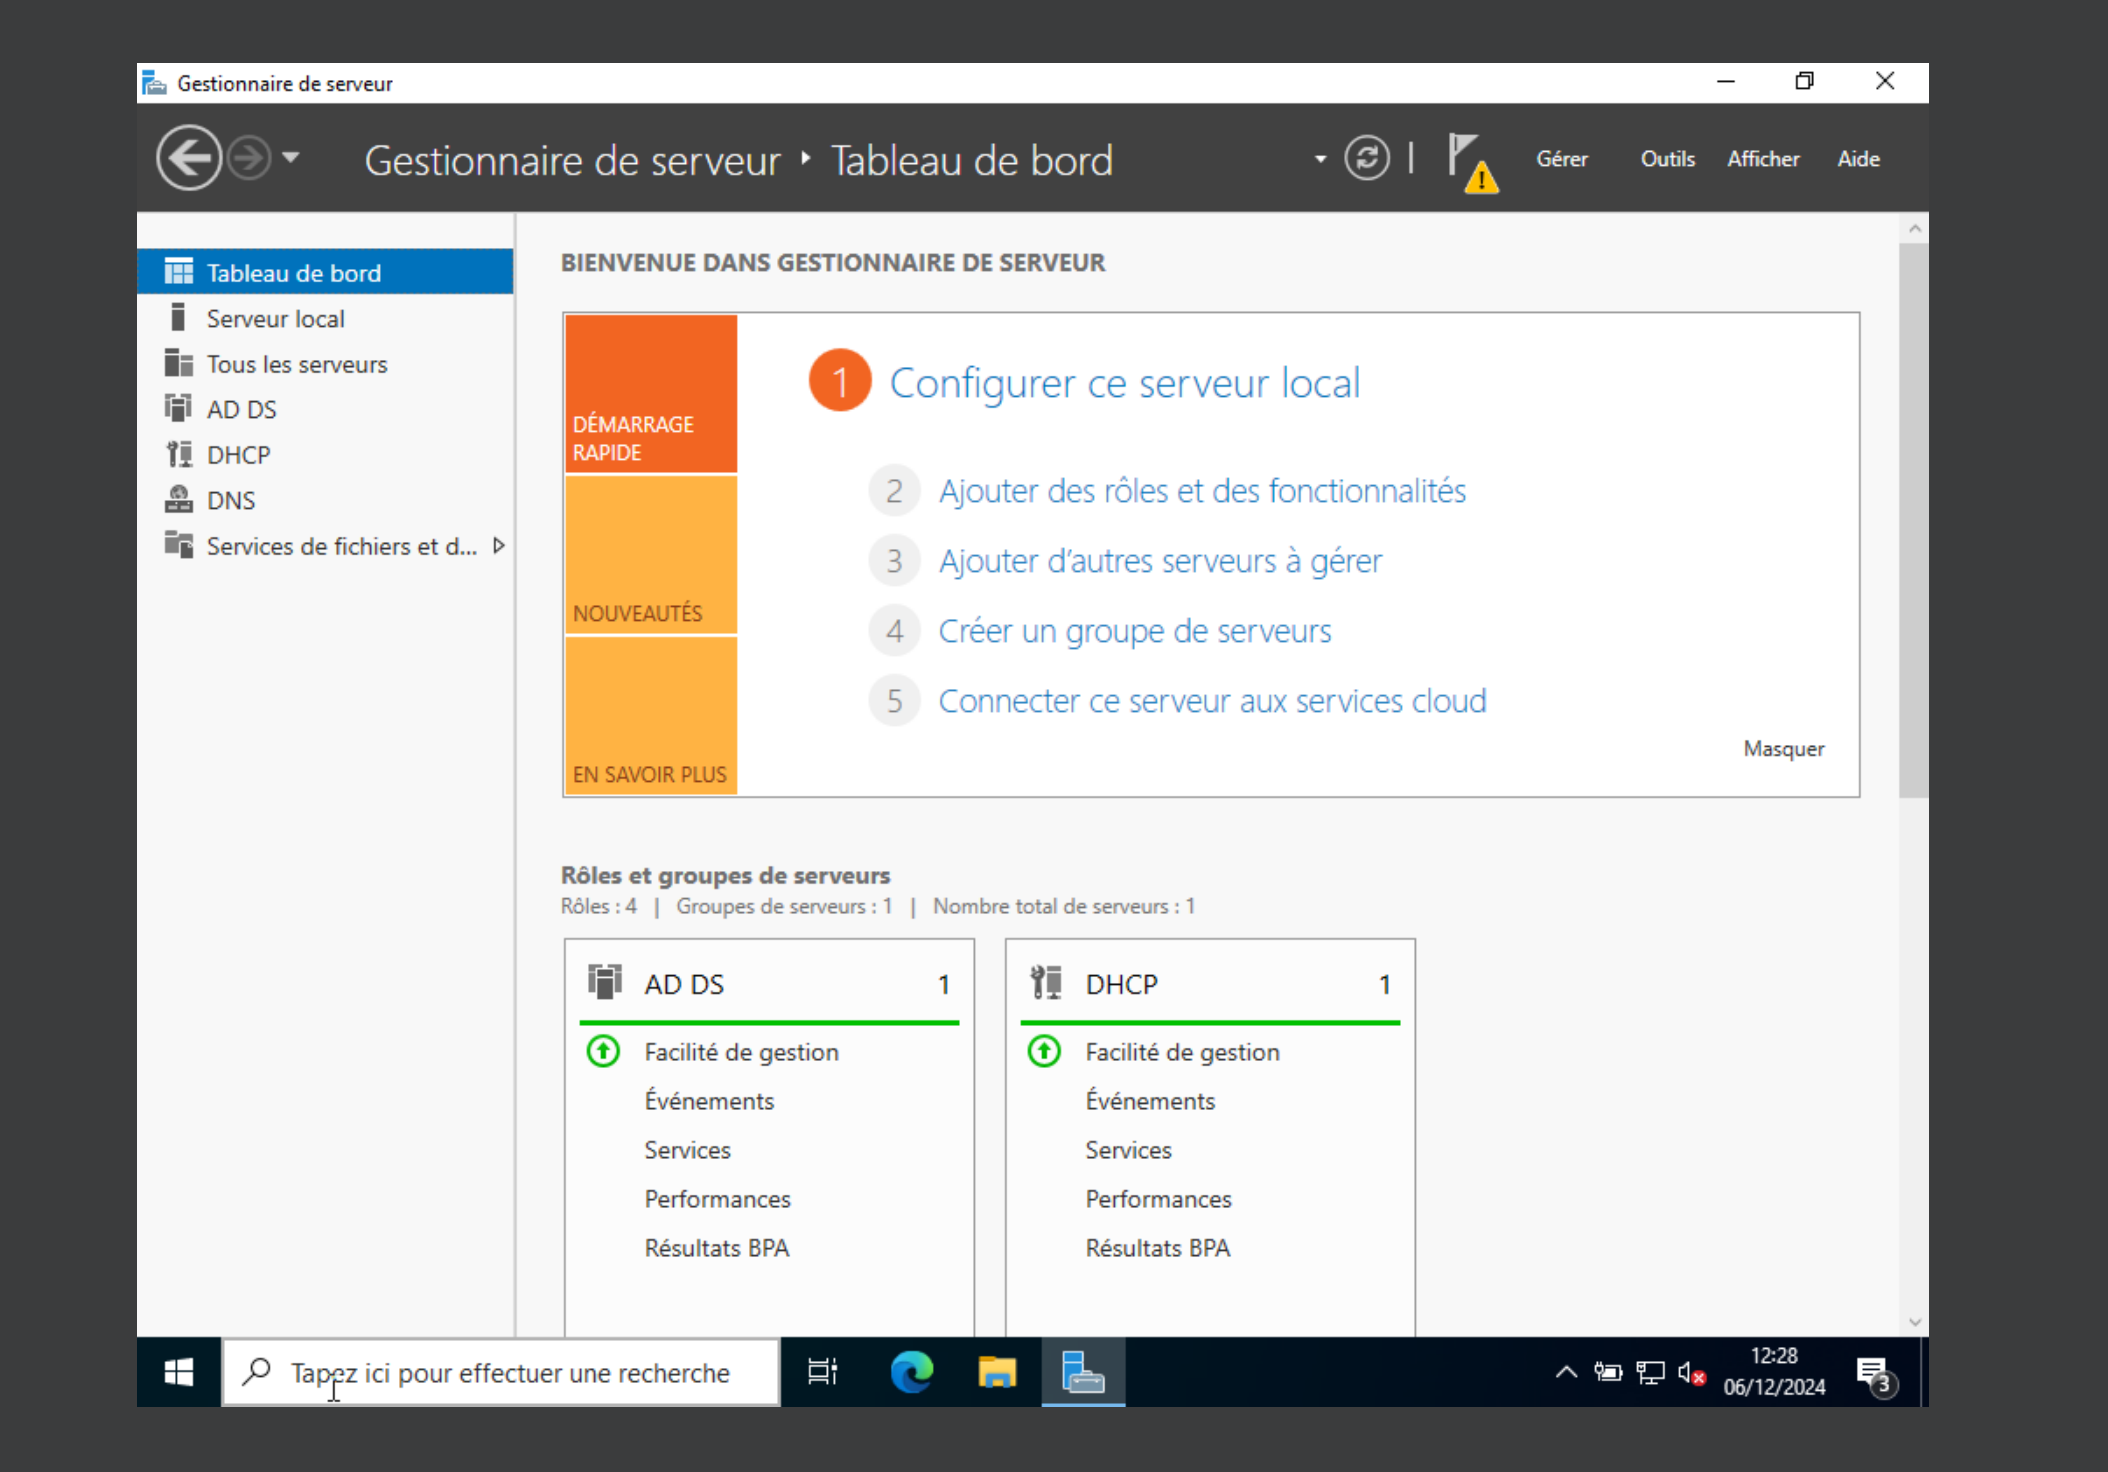 Gestionnaire de serveur
Gestionnaire de serveur ‣ Tableau de bord
Gérer Outils Afficher Aide
Tableau de bord
Serveur local
Tous les serveurs
AD DS
DHCP
DNS
Services de fichiers et d...
BIENVENUE DANS GESTIONNAIRE DE SERVEUR
DÉMARRAGE
RAPIDE
NOUVEAUTÉS
EN SAVOIR PLUS
1 Configurer ce serveur local
2 Ajouter des rôles et des fonctionnalités
3 Ajouter d’autres serveurs à gérer
4 Créer un groupe de serveurs
5 Connecter ce serveur aux services cloud
Masquer
Rôles et groupes de serveurs
Rôles : 4 | Groupes de serveurs : 1 | Nombre total de serveurs : 1
AD DS 1
Facilité de gestion
Événements
Services
Performances
Résultats BPA
DHCP 1
Facilité de gestion
Événements
Services
Performances
Résultats BPA
Tapez ici pour effectuer une recherche
12:28
06/12/2024
3